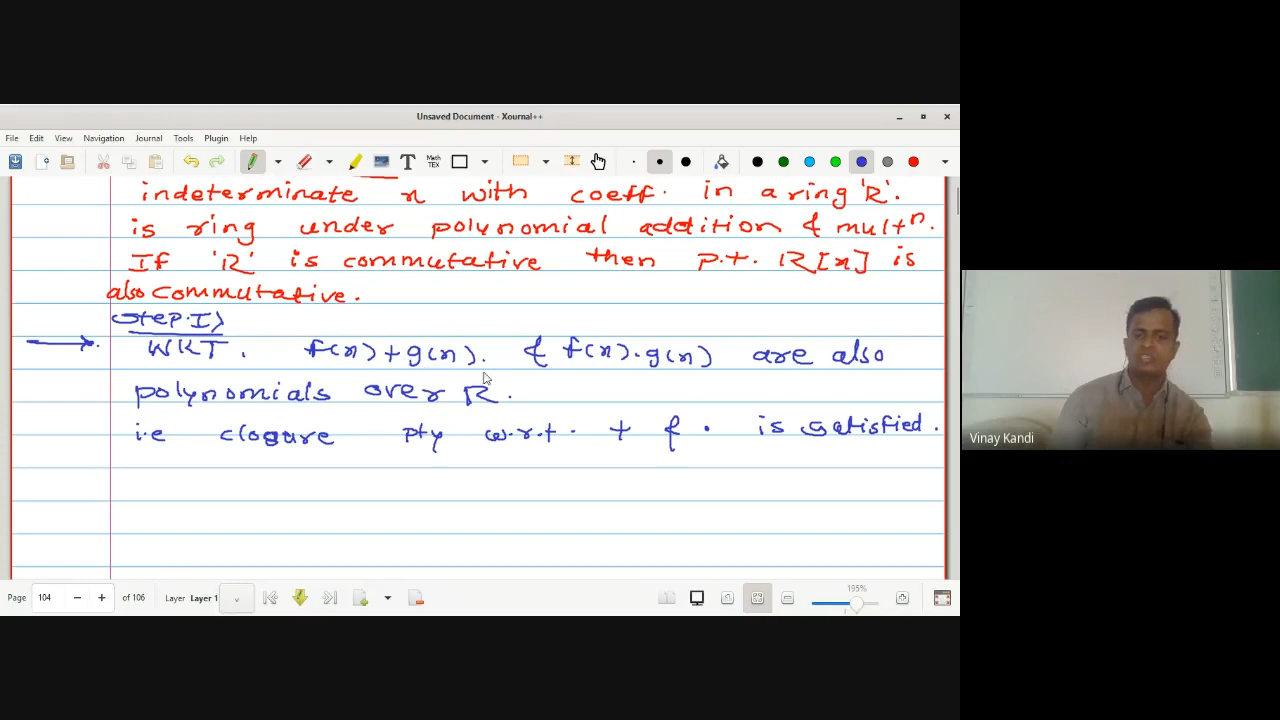 Unsaved Document - Xournal++
File Edit View Navigation Journal Tools Plugin Help
indeterminate x with coeff. in a ring 'R'.
is ring under polynomial addition & multⁿ.
If 'R' is commutative then p.t. R[x] is
also commutative.
Step.I)
WKT. f(x)+g(x). & f(x).g(x) are also
polynomials over R.
i.e closure pty w.r.t. + & . is satisfied.
Vinay Kandi
Page 104 of 106 Layer Layer 1 195%